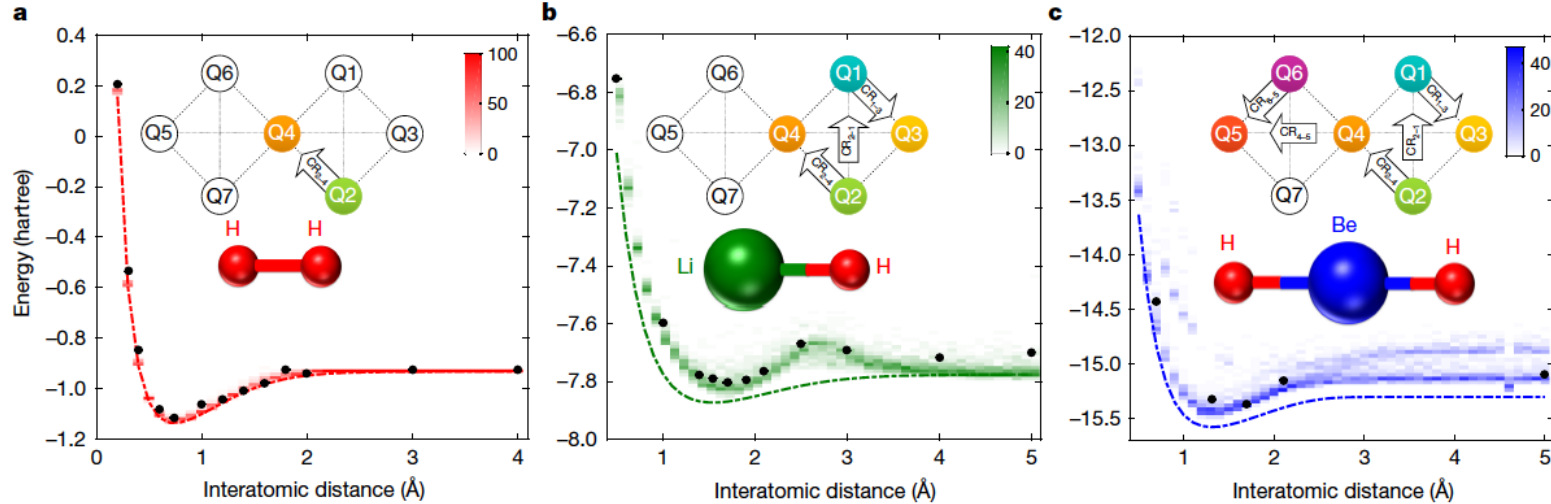 a
Energy (hartree)
0.4
0.2
0
−0.2
−0.4
−0.6
−0.8
−1.0
−1.2
0
1
2
3
4
Interatomic distance (Å)
100
50
0
Q6
Q1
Q5
Q4
Q3
Q7
Q2
CR2–4
H
H
b
−6.6
−6.8
−7.0
−7.2
−7.4
−7.6
−7.8
−8.0
1
2
3
4
5
Interatomic distance (Å)
40
20
0
Q6
Q1
Q5
Q4
Q3
Q7
Q2
CR1–3
CR2–1
CR2–4
Li
H
c
−12.0
−12.5
−13.0
−13.5
−14.0
−14.5
−15.0
−15.5
1
2
3
4
5
Interatomic distance (Å)
40
20
0
Q6
Q1
Q5
Q4
Q3
Q7
Q2
CR6–5
CR4–5
CR1–3
CR2–1
CR2–4
H
Be
H